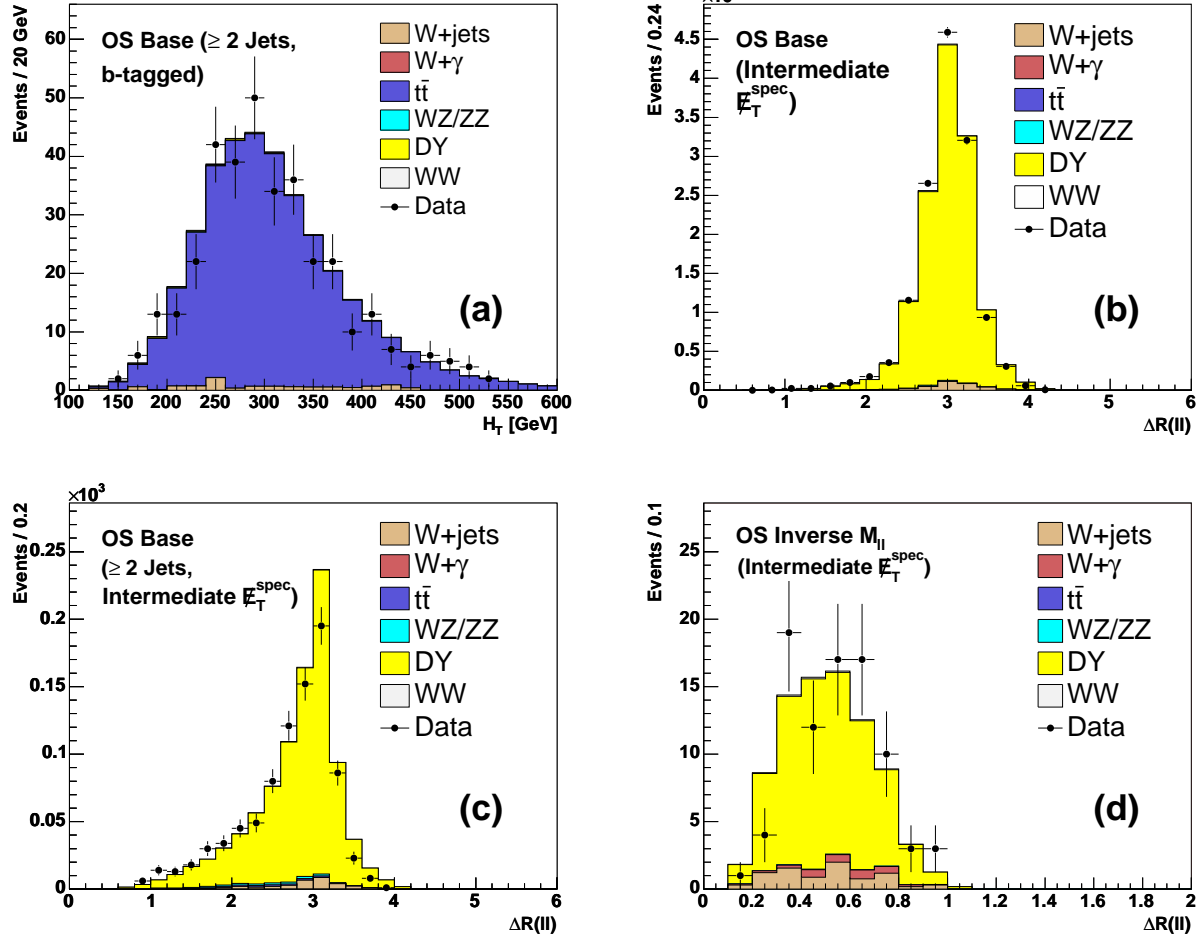 Events / 20 GeV
60
50
40
30
20
10
0
OS Base (≥ 2 Jets,
b-tagged)
W+jets
W+γ
tt̄
WZ/ZZ
DY
WW
Data
(a)
100 150 200 250 300 350 400 450 500 550 600
H_T [GeV]
Events / 0.24
4.5
4
3.5
3
2.5
2
1.5
1
0.5
0
OS Base
(Intermediate
E̸_T^spec)
W+jets
W+γ
tt̄
WZ/ZZ
DY
WW
Data
(b)
0 1 2 3 4 5 6
ΔR(ll)
×10³
Events / 0.2
0.25
0.2
0.15
0.1
0.05
0
OS Base
(≥ 2 Jets,
Intermediate E̸_T^spec)
W+jets
W+γ
tt̄
WZ/ZZ
DY
WW
Data
(c)
0 1 2 3 4 5 6
ΔR(ll)
Events / 0.1
25
20
15
10
5
0
OS Inverse M_ll
(Intermediate E̸_T^spec)
W+jets
W+γ
tt̄
WZ/ZZ
DY
WW
Data
(d)
0 0.2 0.4 0.6 0.8 1 1.2 1.4 1.6 1.8 2
ΔR(ll)